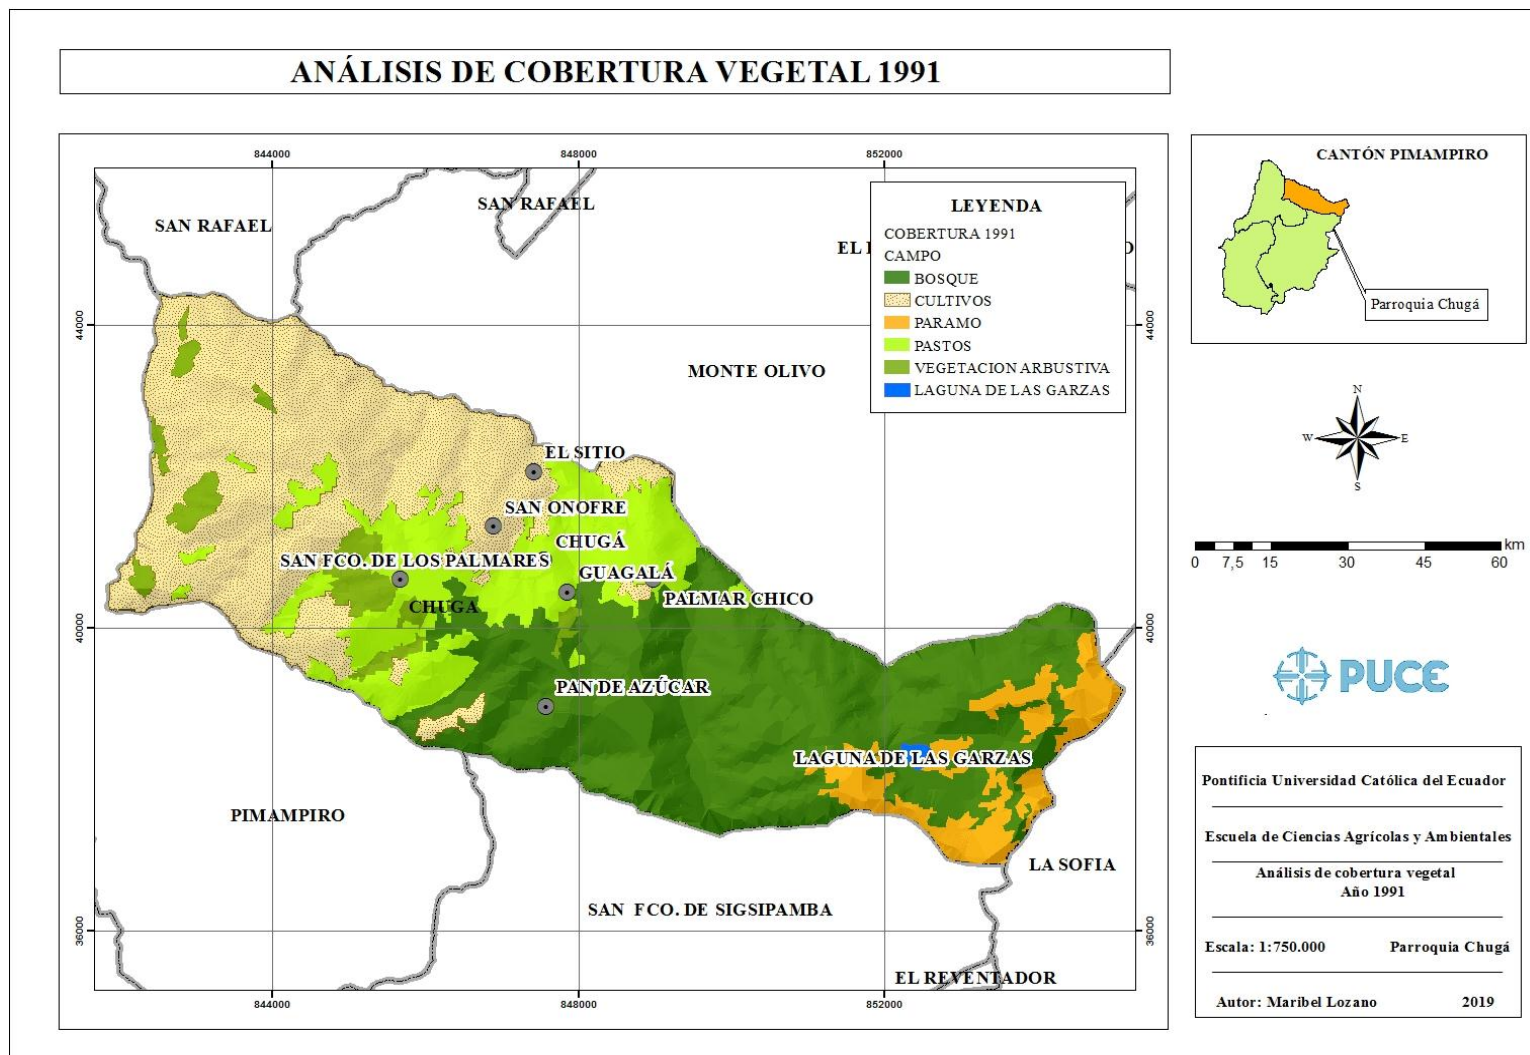 ANÁLISIS DE COBERTURA VEGETAL 1991
844000
848000
852000
SAN RAFAEL
SAN RAFAEL
EL
O
LEYENDA
COBERTURA 1991
CAMPO
BOSQUE
CULTIVOS
PARAMO
PASTOS
VEGETACION ARBUSTIVA
LAGUNA DE LAS GARZAS
44000
44000
MONTE OLIVO
EL SITIO
SAN ONOFRE
CHUGÁ
SAN FCO. DE LOS PALMARES
GUAGALÁ
CHUGA
PALMAR CHICO
40000
40000
PAN DE AZÚCAR
LAGUNA DE LAS GARZAS
PIMAMPIRO
LA SOFIA
SAN FCO. DE SIGSIPAMBA
36000
36000
EL REVENTADOR
844000
848000
852000
CANTÓN PIMAMPIRO
Parroquia Chugá
N
W
E
S
km
0 7,5 15 30 45 60
PUCE
Pontificia Universidad Católica del Ecuador
Escuela de Ciencias Agrícolas y Ambientales
Análisis de cobertura vegetal
Año 1991
Escala: 1:750.000 Parroquia Chugá
Autor: Maribel Lozano 2019